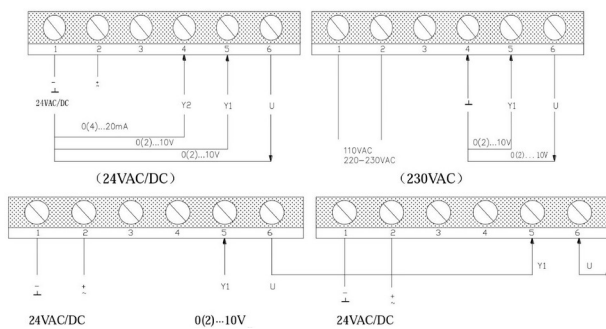 1 2 3 4 5 6
1 2 3 4 5 6
24VAC/DC
Y2 Y1 U
Y1 U
0(4)...20mA
0(2)...10V
0(2)...10V
110VAC
220-230VAC
0(2)...10V
0(2)...10V
(24VAC/DC)
(230VAC)
1 2 3 4 5 6
1 2 3 4 5 6
Y1 U
Y1 U
24VAC/DC
0(2)...10V
24VAC/DC